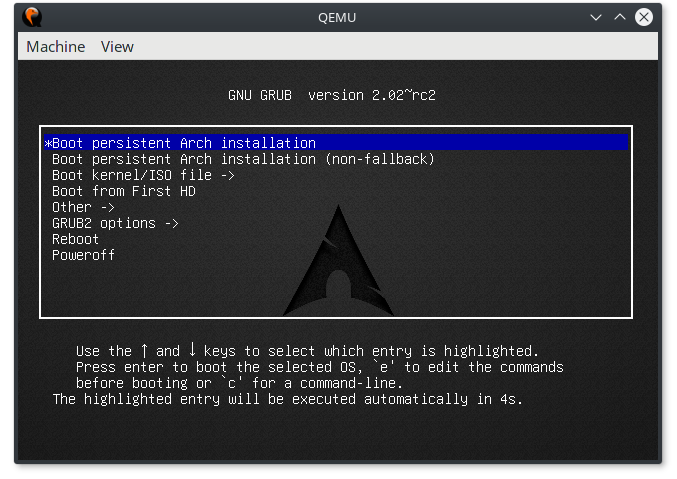 QEMU
Machine View
GNU GRUB version 2.02~rc2
*Boot persistent Arch installation
Boot persistent Arch installation (non-fallback)
Boot kernel/ISO file ->
Boot from First HD
Other ->
GRUB2 options ->
Reboot
Poweroff
Use the ↑ and ↓ keys to select which entry is highlighted.
Press enter to boot the selected OS, `e' to edit the commands
before booting or `c' for a command-line.
The highlighted entry will be executed automatically in 4s.